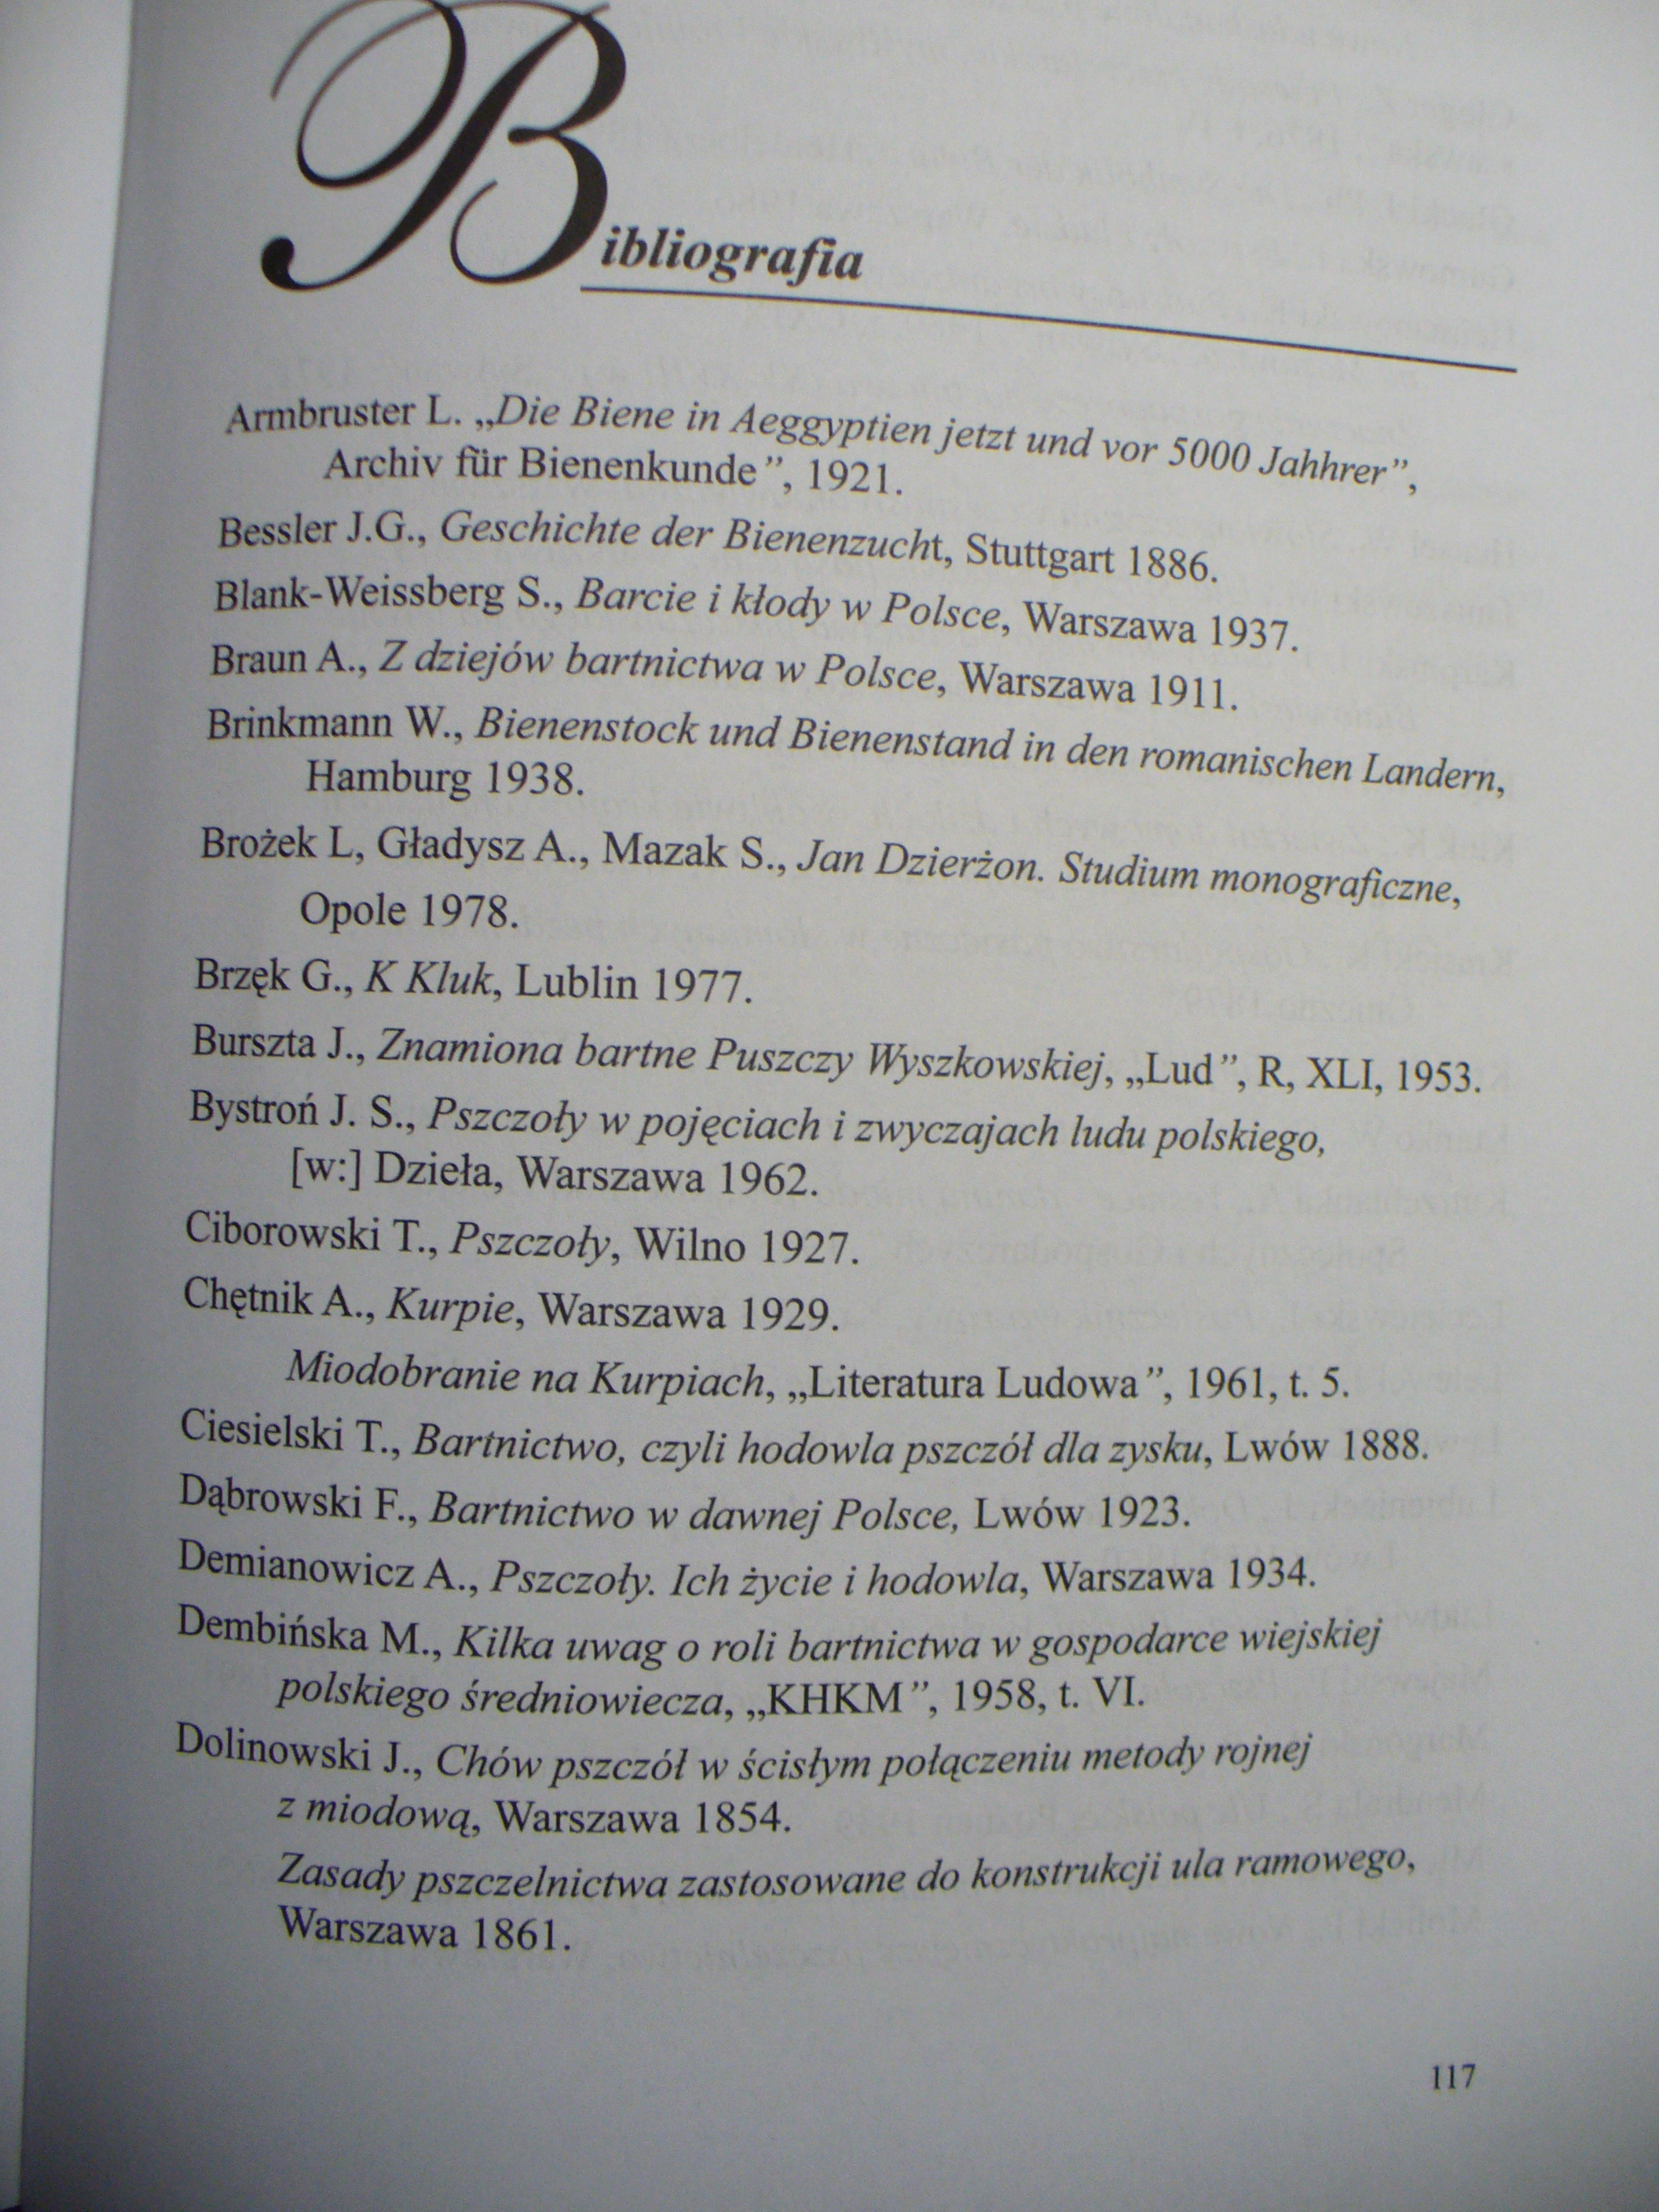 Bibliografia
Armbruster L. „Die Biene in Aeggyptien jetzt und vor 5000 Jahhrer”,
Archiv für Bienenkunde”, 1921.
Bessler J.G., Geschichte der Bienenzucht, Stuttgart 1886.
Blank-Weissberg S., Barcie i kłody w Polsce, Warszawa 1937.
Braun A., Z dziejów bartnictwa w Polsce, Warszawa 1911.
Brinkmann W., Bienenstock und Bienenstand in den romanischen Landern,
Hamburg 1938.
Brożek L, Gładysz A., Mazak S., Jan Dzierżon. Studium monograficzne,
Opole 1978.
Brzęk G., K Kluk, Lublin 1977.
Burszta J., Znamiona bartne Puszczy Wyszkowskiej, „Lud”, R, XLI, 1953.
Bystroń J. S., Pszczoły w pojęciach i zwyczajach ludu polskiego,
[w:] Dzieła, Warszawa 1962.
Ciborowski T., Pszczoły, Wilno 1927.
Chętnik A., Kurpie, Warszawa 1929.
Miodobranie na Kurpiach, „Literatura Ludowa”, 1961, t. 5.
Ciesielski T., Bartnictwo, czyli hodowla pszczół dla zysku, Lwów 1888.
Dąbrowski F., Bartnictwo w dawnej Polsce, Lwów 1923.
Demianowicz A., Pszczoły. Ich życie i hodowla, Warszawa 1934.
Dembińska M., Kilka uwag o roli bartnictwa w gospodarce wiejskiej
polskiego średniowiecza, „KHKM”, 1958, t. VI.
Dolinowski J., Chów pszczół w ścisłym połączeniu metody rojnej
z miodową, Warszawa 1854.
Zasady pszczelnictwa zastosowane do konstrukcji ula ramowego,
Warszawa 1861.
117